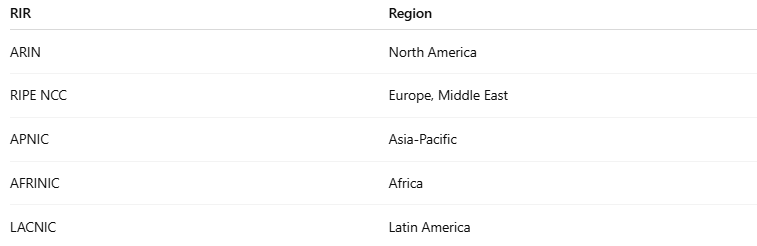 RIR Region
ARIN North America
RIPE NCC Europe, Middle East
APNIC Asia-Pacific
AFRINIC Africa
LACNIC Latin America